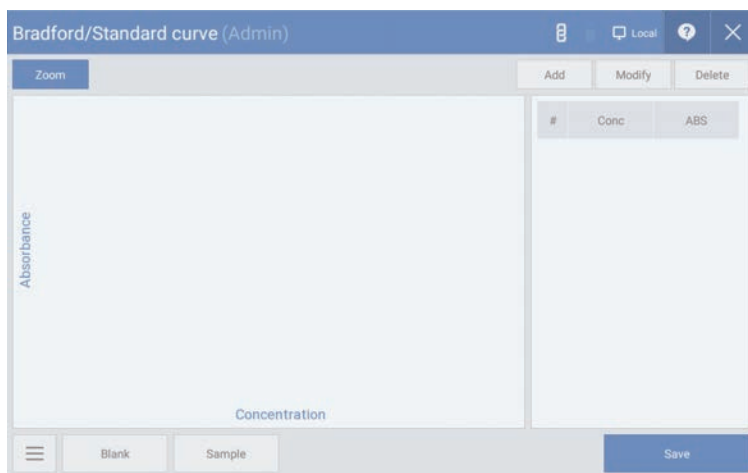 Bradford/Standard curve (Admin)
Local
Zoom
Add
Modify
Delete
#
Conc
ABS
Absorbance
Concentration
Blank
Sample
Save